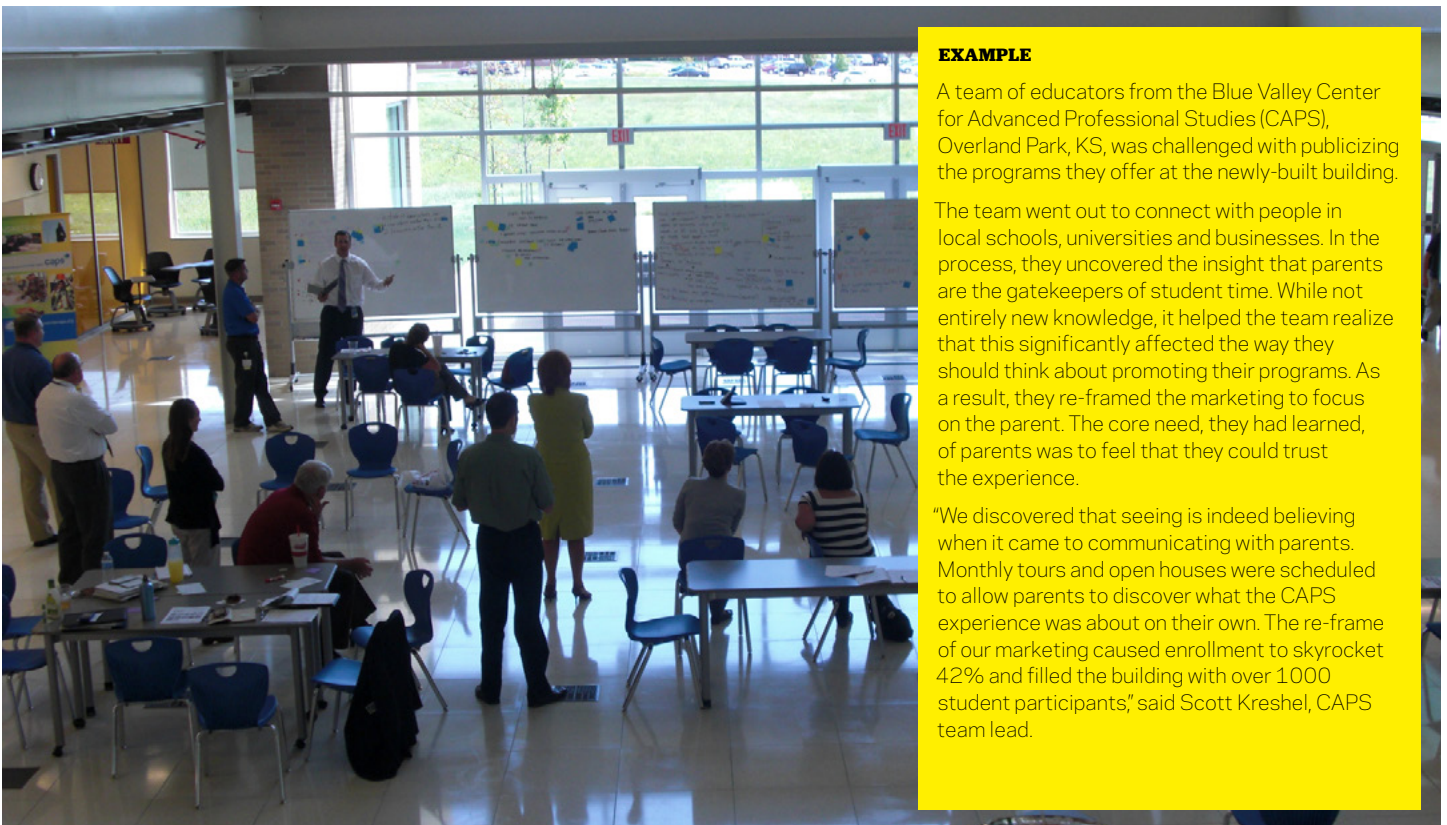 EXAMPLE
A team of educators from the Blue Valley Center
for Advanced Professional Studies (CAPS),
Overland Park, KS, was challenged with publicizing
the programs they offer at the newly-built building.
The team went out to connect with people in
local schools, universities and businesses. In the
process, they uncovered the insight that parents
are the gatekeepers of student time. While not
entirely new knowledge, it helped the team realize
that this significantly affected the way they
should think about promoting their programs. As
a result, they re-framed the marketing to focus
on the parent. The core need, they had learned,
of parents was to feel that they could trust
the experience.
“We discovered that seeing is indeed believing
when it came to communicating with parents.
Monthly tours and open houses were scheduled
to allow parents to discover what the CAPS
experience was about on their own. The re-frame
of our marketing caused enrollment to skyrocket
42% and filled the building with over 1000
student participants,” said Scott Kreshel, CAPS
team lead.
EXIT
EXIT
caps